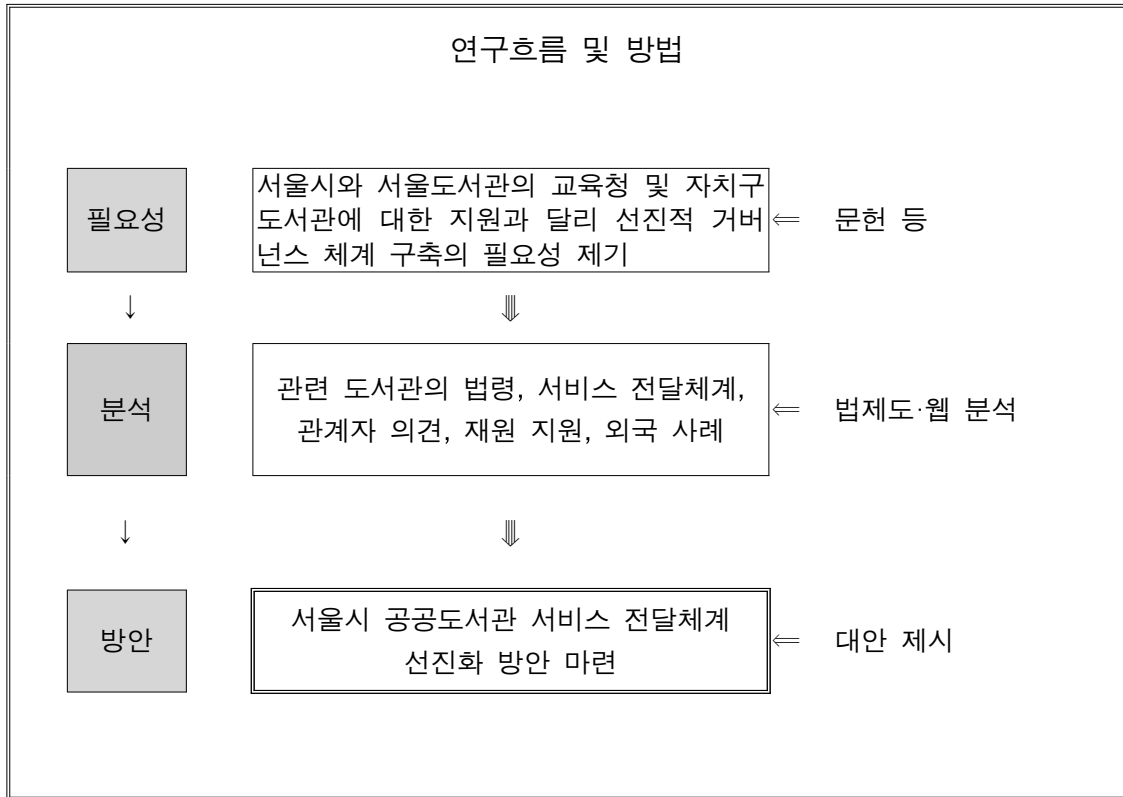 연구흐름 및 방법
필요성
서울시와 서울도서관의 교육청 및 자치구
도서관에 대한 지원과 달리 선진적 거버
넌스 체계 구축의 필요성 제기
⇐ 문헌 등
↓ ⤋
분석
관련 도서관의 법령, 서비스 전달체계,
관계자 의견, 재원 지원, 외국 사례
⇐ 법제도·웹 분석
↓ ⤋
방안
서울시 공공도서관 서비스 전달체계
선진화 방안 마련
⇐ 대안 제시